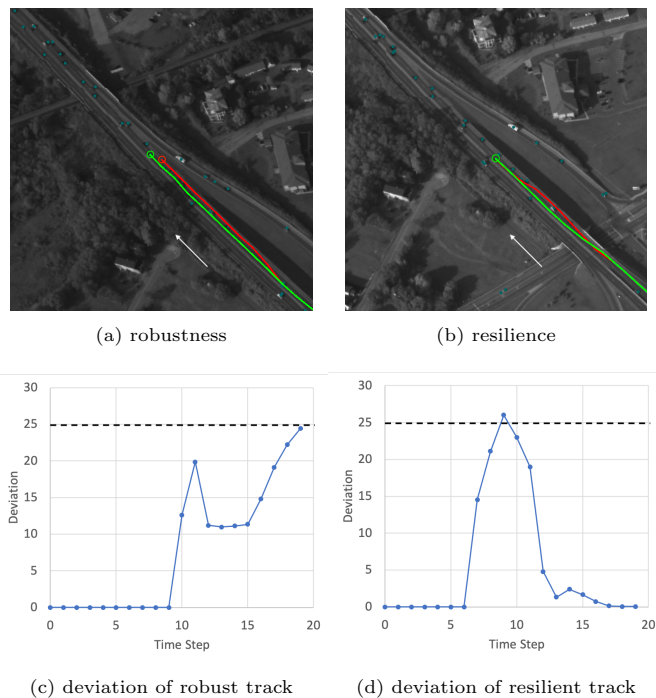 (a) robustness
(b) resilience
30
25
20
15
10
5
0
Deviation
0 5 10 15 20
Time Step
30
25
20
15
10
5
0
Deviation
0 5 10 15 20
Time Step
(c) deviation of robust track
(d) deviation of resilient track